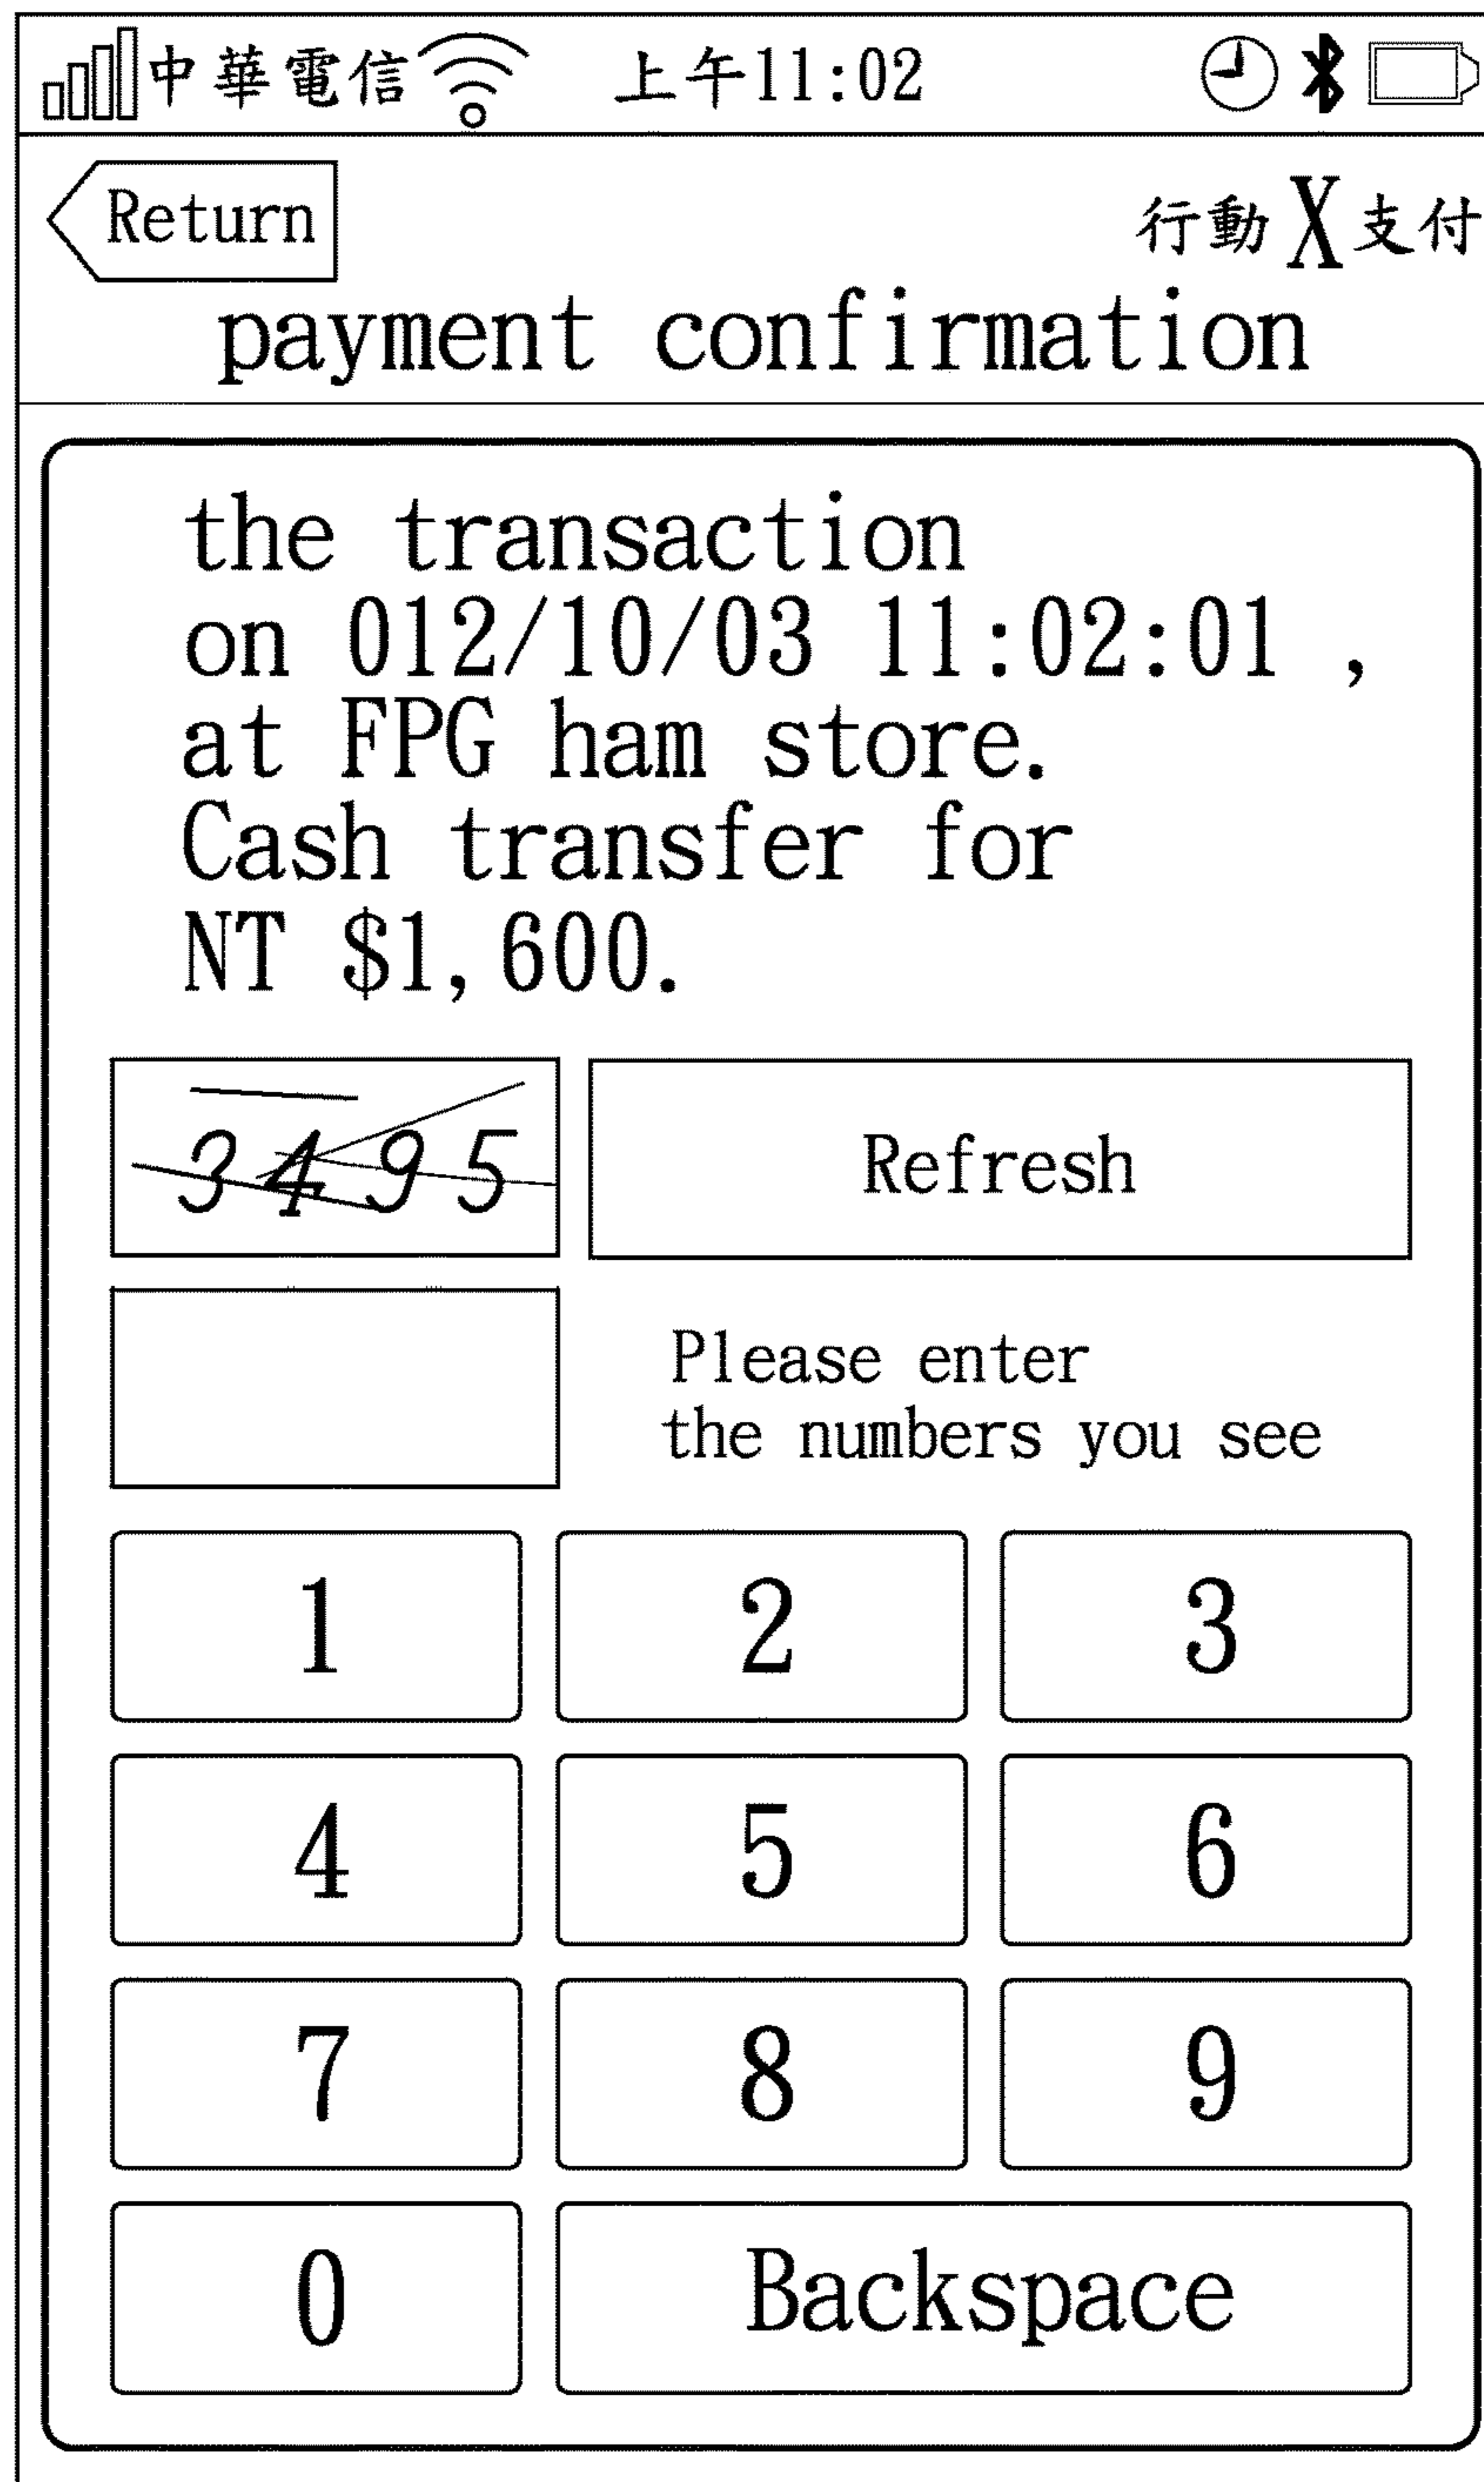 中華電信 上午11:02
Return
行動X支付
payment confirmation
the transaction
on 012/10/03 11:02:01 ,
at FPG ham store.
Cash transfer for
NT $1,600.
3495
Refresh
Please enter
the numbers you see
1 2 3
4 5 6
7 8 9
0 Backspace